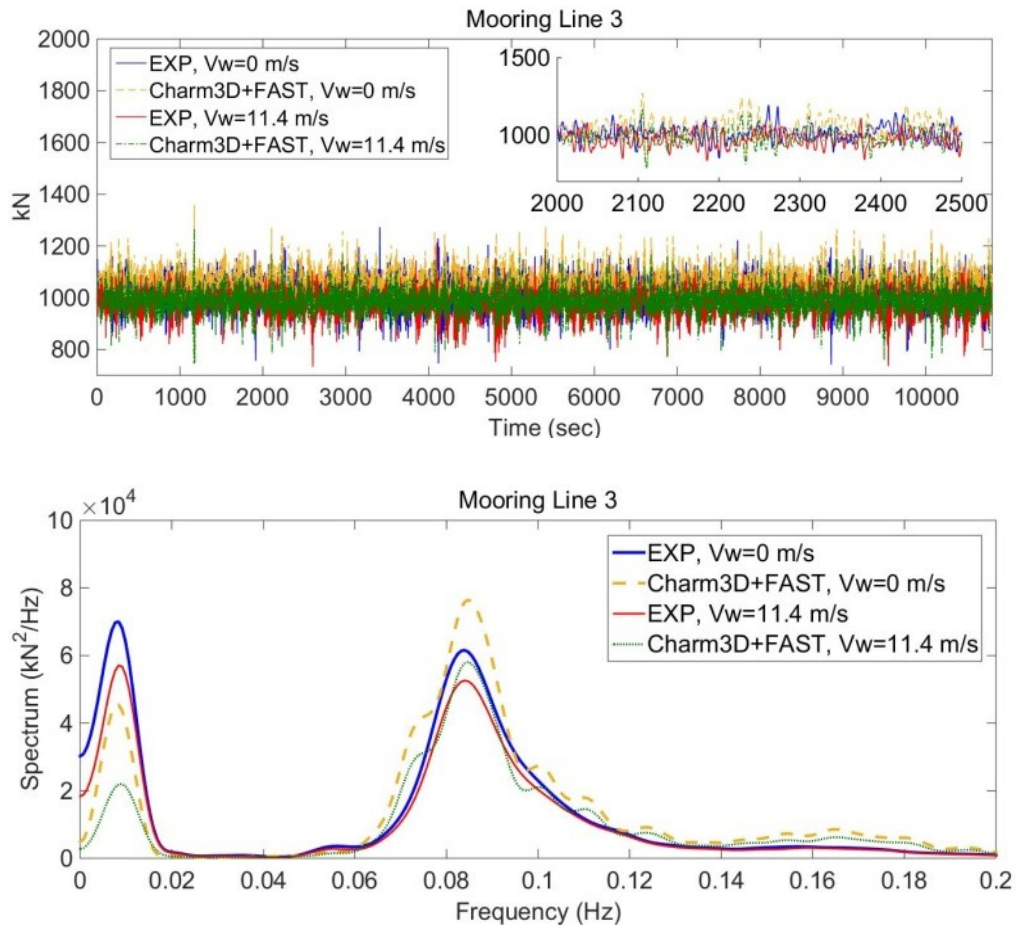 Mooring Line 3
2000
1800
1600
1400
1200
1000
800
kN
EXP, Vw=0 m/s
Charm3D+FAST, Vw=0 m/s
EXP, Vw=11.4 m/s
Charm3D+FAST, Vw=11.4 m/s
1500
1000
2000 2100 2200 2300 2400 2500
0 1000 2000 3000 4000 5000 6000 7000 8000 9000 10000
Time (sec)
Mooring Line 3
×10^4
10
8
6
4
2
0
Spectrum (kN^2/Hz)
EXP, Vw=0 m/s
Charm3D+FAST, Vw=0 m/s
EXP, Vw=11.4 m/s
Charm3D+FAST, Vw=11.4 m/s
0 0.02 0.04 0.06 0.08 0.1 0.12 0.14 0.16 0.18 0.2
Frequency (Hz)